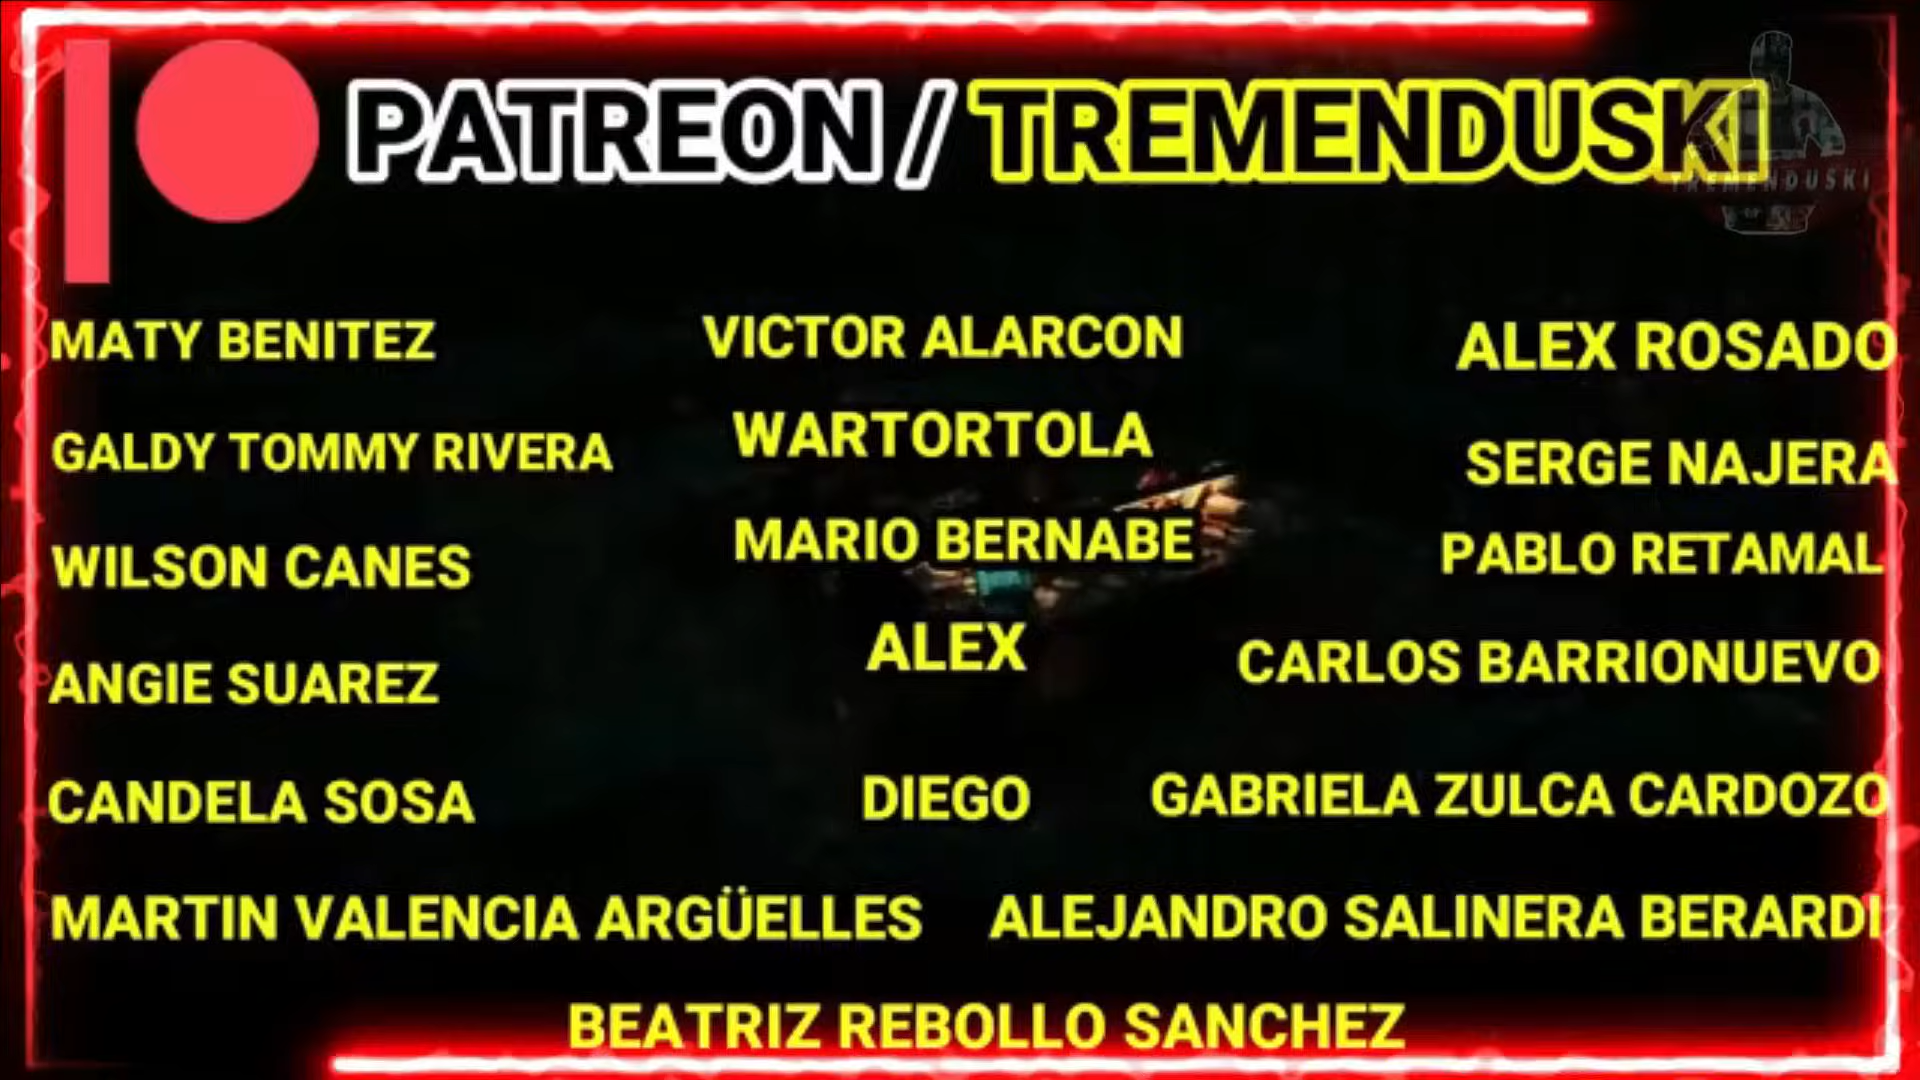 PATREON / TREMENDUSKI
TREMENDUSKI
MATY BENITEZ
VICTOR ALARCON
ALEX ROSADO
GALDY TOMMY RIVERA
WARTORTOLA
SERGE NAJERA
WILSON CANES
MARIO BERNABE
PABLO RETAMAL
ANGIE SUAREZ
ALEX
CARLOS BARRIONUEVO
CANDELA SOSA
DIEGO
GABRIELA ZULCA CARDOZO
MARTIN VALENCIA ARGÜELLES
ALEJANDRO SALINERA BERARDI
BEATRIZ REBOLLO SANCHEZ